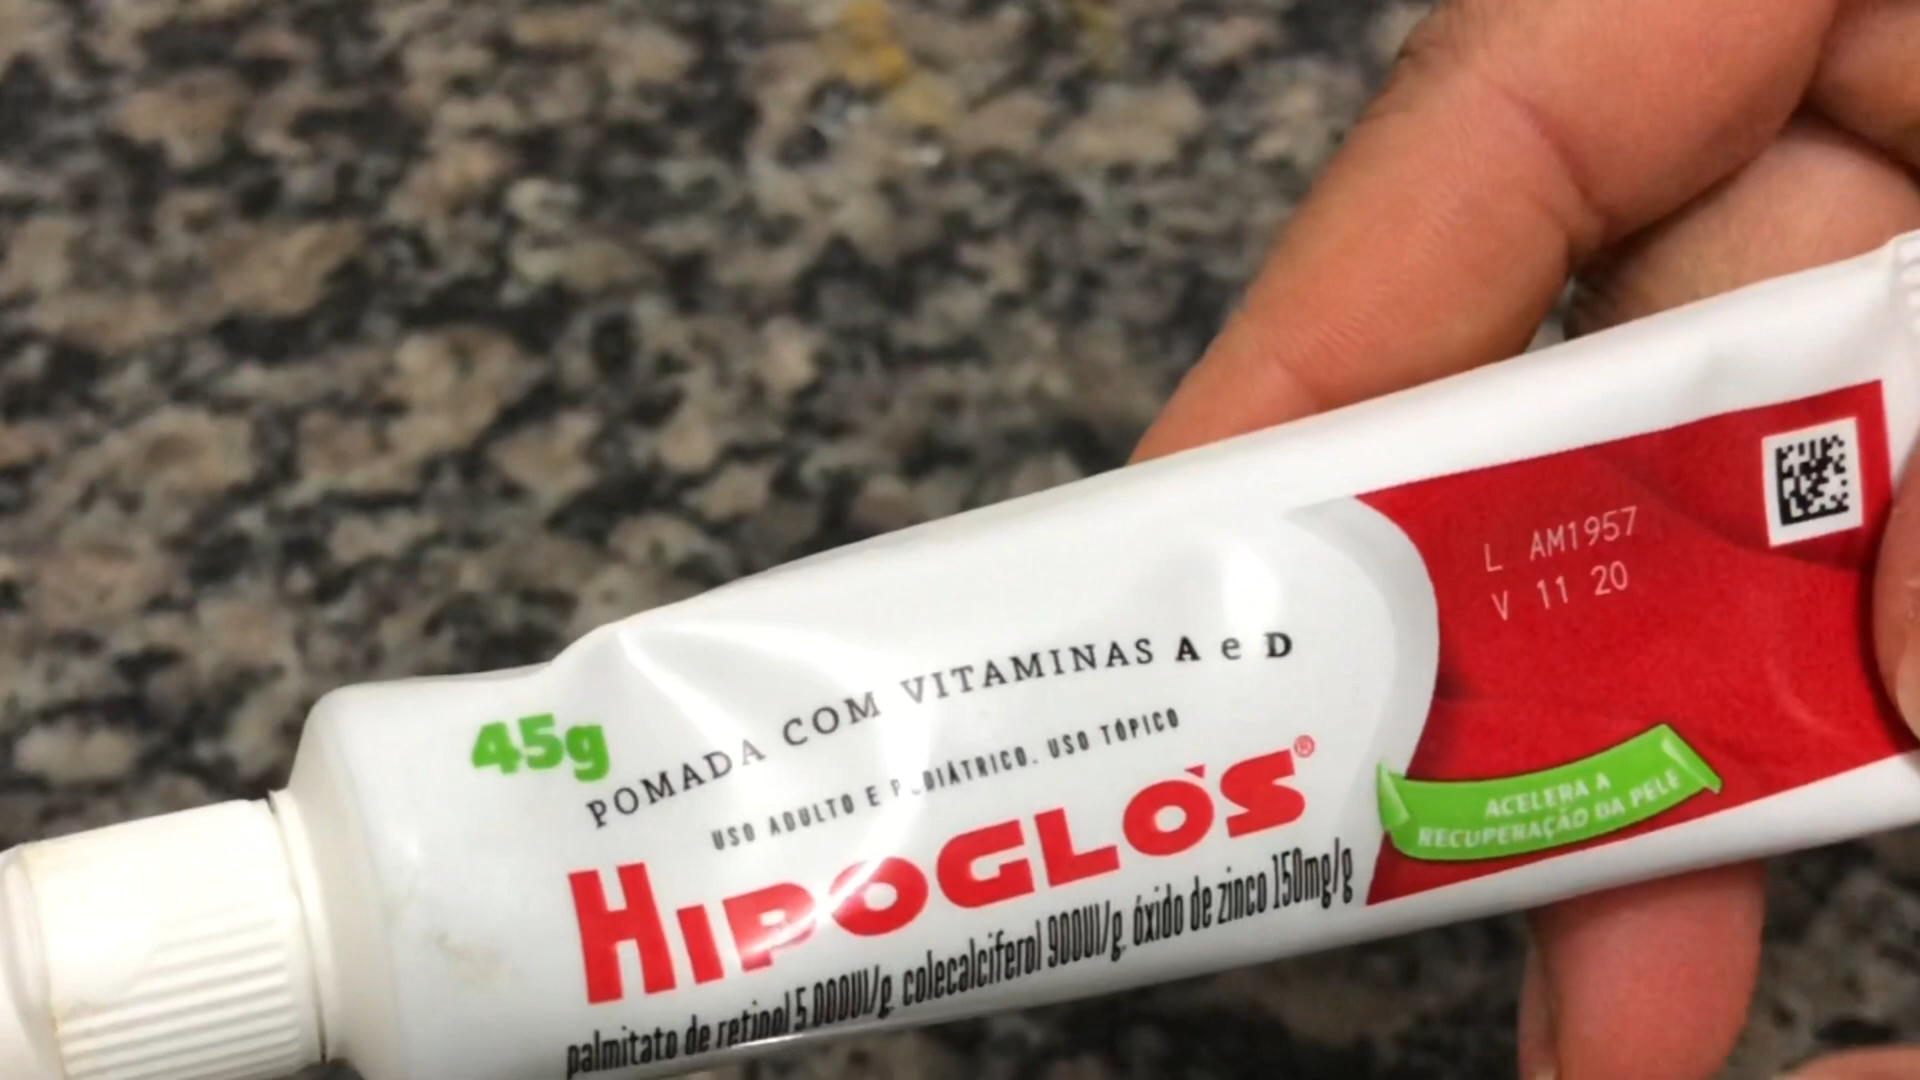 45g
POMADA COM VITAMINAS A e D
USO ADULTO E PEDIÁTRICO. USO TÓPICO
HIPOGLÓS®
palmitato de retinol 5.000UI/g, colecalciferol 900UI/g, óxido de zinco 150mg/g
L AM1957
V 11 20
ACELERA A
RECUPERAÇÃO DA PELE